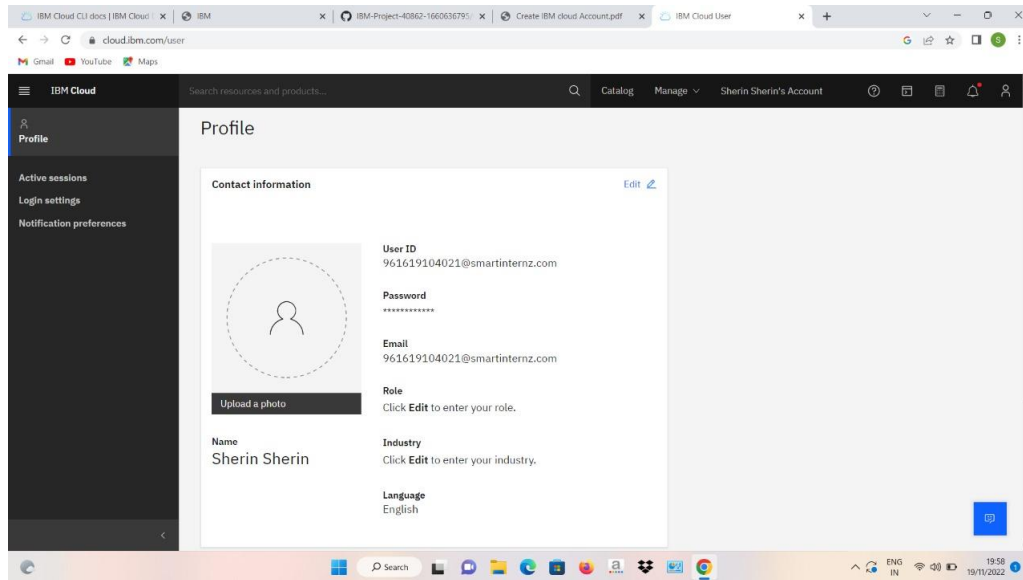 IBM Cloud CLI docs | IBM Cloud
IBM
IBM-Project-40862-1660636795/
Create IBM cloud Account.pdf
IBM Cloud User
cloud.ibm.com/user
G
S
Gmail
YouTube
Maps
IBM Cloud
Search resources and products...
Catalog
Manage
Sherin Sherin's Account
Profile
Active sessions
Login settings
Notification preferences
Profile
Contact information
Edit
User ID
961619104021@smartinternz.com
Password
************
Email
961619104021@smartinternz.com
Role
Click Edit to enter your role.
Upload a photo
Name
Sherin Sherin
Industry
Click Edit to enter your industry.
Language
English
Search
a
ENG
IN
19:58
19/11/2022
1